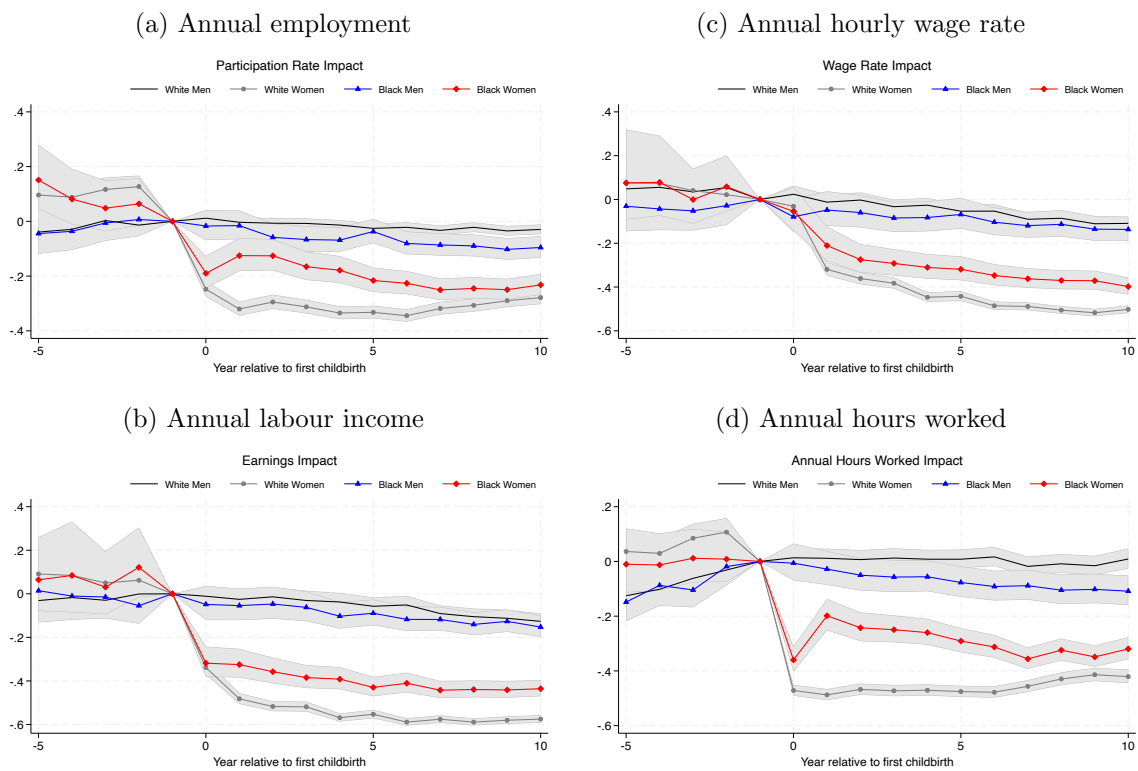 (a) Annual employment
Participation Rate Impact
White Men White Women Black Men Black Women
.4
.2
0
-.2
-.4
-5 0 5 10
Year relative to first childbirth
(c) Annual hourly wage rate
Wage Rate Impact
White Men White Women Black Men Black Women
.4
.2
0
-.2
-.4
-.6
-5 0 5 10
Year relative to first childbirth
(b) Annual labour income
Earnings Impact
White Men White Women Black Men Black Women
.4
.2
0
-.2
-.4
-.6
-5 0 5 10
Year relative to first childbirth
(d) Annual hours worked
Annual Hours Worked Impact
White Men White Women Black Men Black Women
.2
0
-.2
-.4
-.6
-5 0 5 10
Year relative to first childbirth